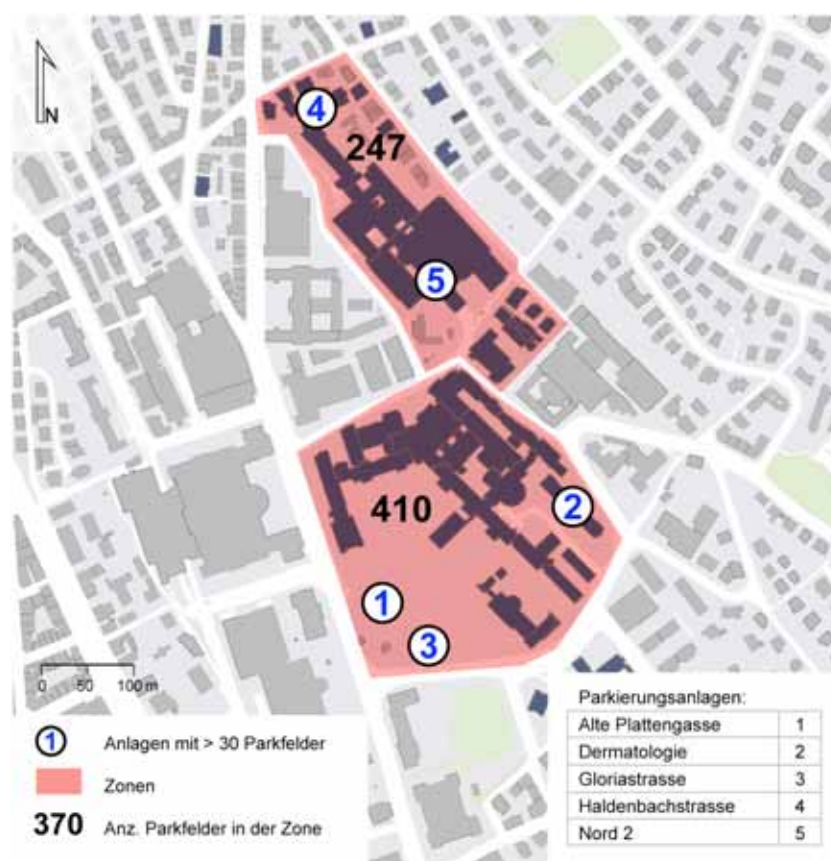 N
4
247
5
410
2
1
3
0 50 100 m
1 Anlagen mit > 30 Parkfelder
Zonen
370 Anz. Parkfelder in der Zone
Parkierungsanlagen:
Alte Plattengasse 1
Dermatologie 2
Gloriastrasse 3
Haldenbachstrasse 4
Nord 2 5